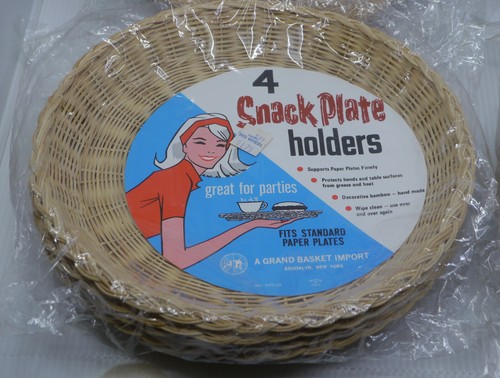 4
Snack Plate
holders
Supports Paper Plates Firmly
Protects hands and table surfaces
from grease and heat
Decorative bamboo — hand made
Wipe clean — use over
and over again
great for parties
FITS STANDARD
PAPER PLATES
A GRAND BASKET IMPORT
BROOKLYN, NEW YORK